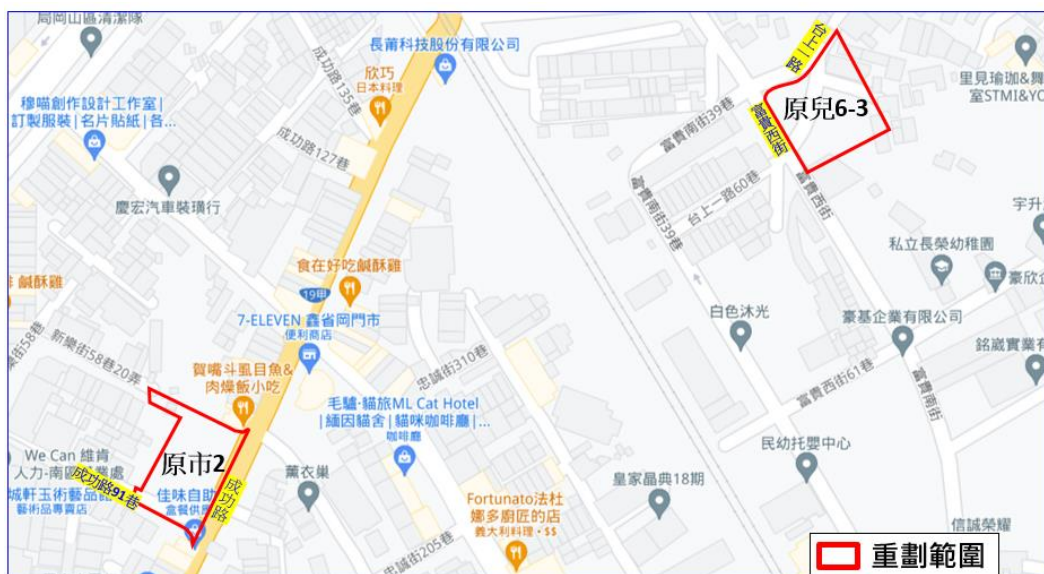 局岡山區清潔隊
長莆科技股份有限公司
欣巧
日本料理
成功路135巷
成功路127巷
穆喵創作設計工作室|
訂製服裝|名片貼紙|各...
慶宏汽車裝璜行
台上一路
富貴西街
原兒6-3
里見瑜珈&舞
室STMI&YO
富貴南街39巷
台上一路60巷
富貴南街39巷
富貴西街
宇升
私立長榮幼稚園
豪欣企
食在好吃鹹酥雞
19甲
鹹酥雞
7-ELEVEN 鑫省岡門市
便利商店
白色沐光
豪基企業有限公司
銘崴實業有
新樂街58巷20弄
賀嘴斗虱目魚&
肉燥飯小吃
忠誠街310巷
富貴西街61巷
富貴南街
毛驢·貓旅ML Cat Hotel
|緬因貓舍|貓咪咖啡廳|...
咖啡廳
原市2
成功路
成功路91巷
We Can 維肯
人力-南區
業處
城軒玉術藝品
藝術品專賣店
佳味自助
盒餐供
薰衣巢
民幼托嬰中心
皇家晶典18期
Fortunato法杜
娜多廚匠的店
義大利料理·$$
忠誠街205巷
信誠榮耀
重劃範圍